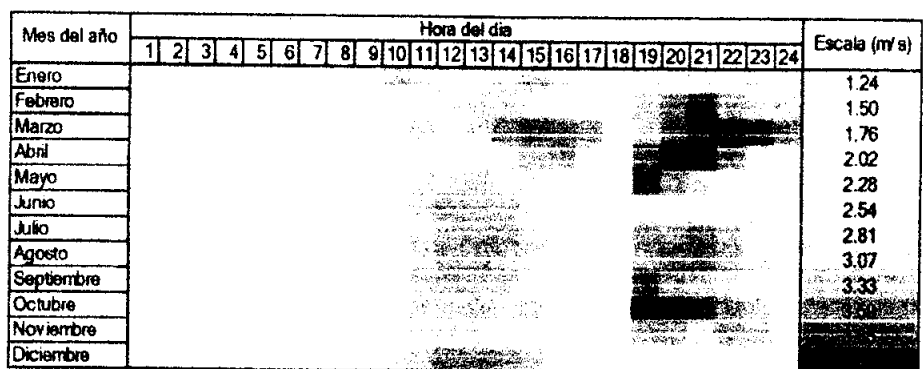 Mes del año Hora del dia Escala (m/s)
1 2 3 4 5 6 7 8 9 10 11 12 13 14 15 16 17 18 19 20 21 22 23 24
Enero 1.24
Febrero 1.50
Marzo 1.76
Abril 2.02
Mayo 2.28
Junio 2.54
Julio 2.81
Agosto 3.07
Septiembre 3.33
Octubre
Noviembre
Diciembre